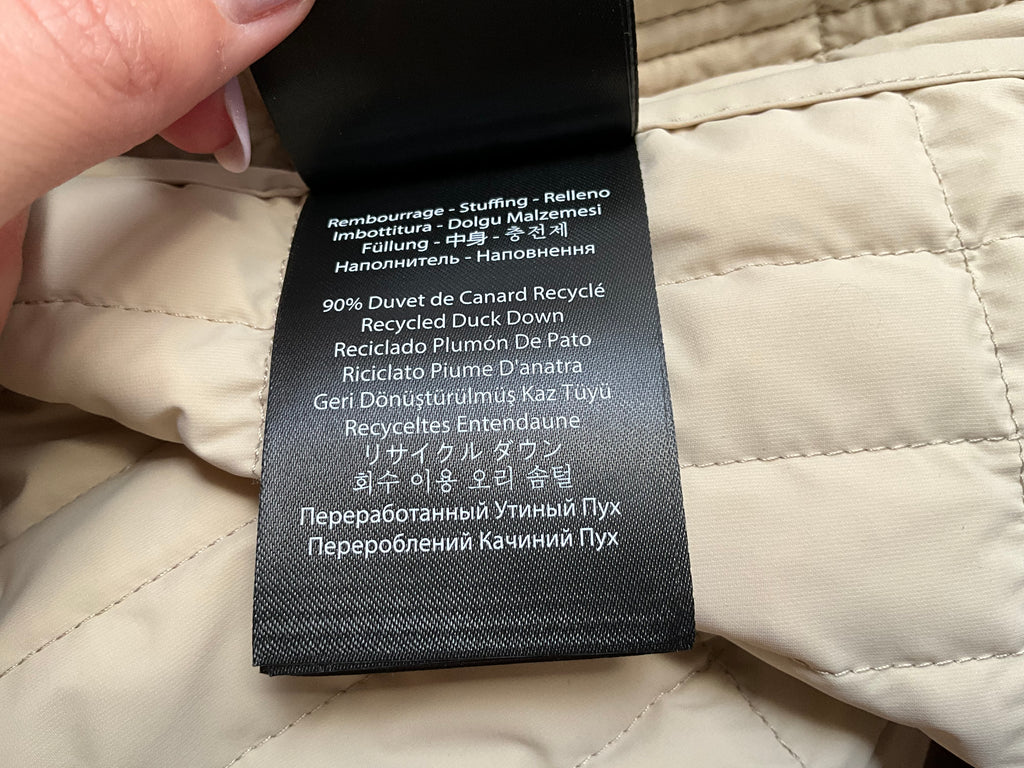 Rembourrage - Stuffing - Relleno
Imbottitura - Dolgu Malzemesi
Füllung - 中身 - 충전제
Наполнитель - Наповнення
90% Duvet de Canard Recyclé
Recycled Duck Down
Reciclado Plumón De Pato
Riciclato Piume D'anatra
Geri Dönüştürülmüş Kaz Tüyü
Recyceltes Entendaune
リサイクル ダウン
회수 이용 오리 솜털
Переработанный Утиный Пух
Перероблений Качиний Пух